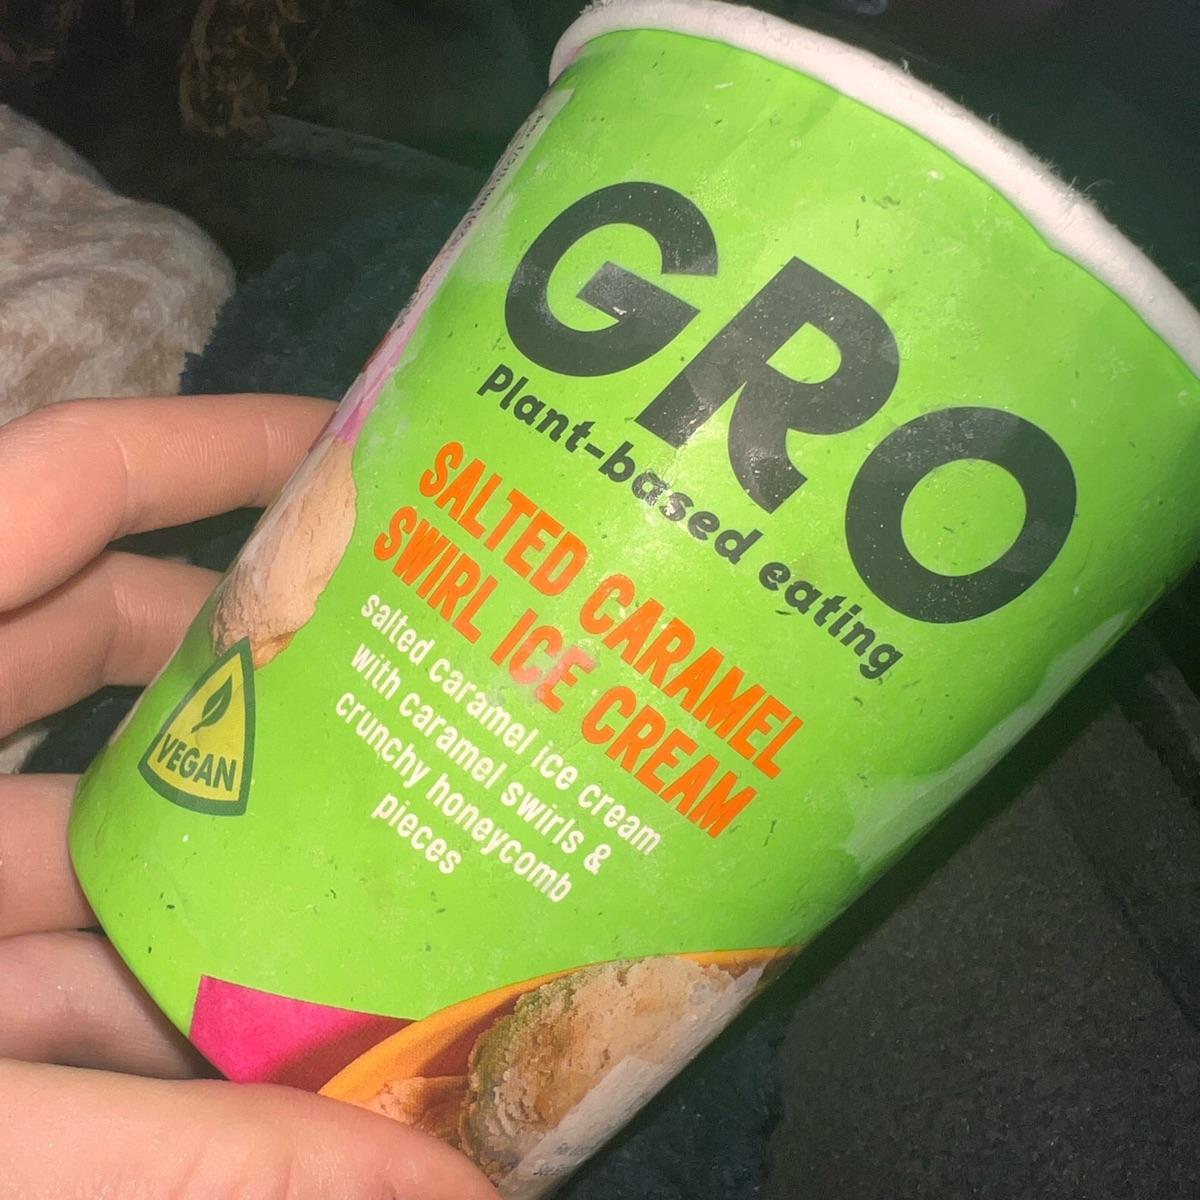 GRO
plant-based eating
SALTED CARAMEL
SWIRL ICE CREAM
salted caramel ice cream
with caramel swirls &
crunchy honeycomb
pieces
VEGAN